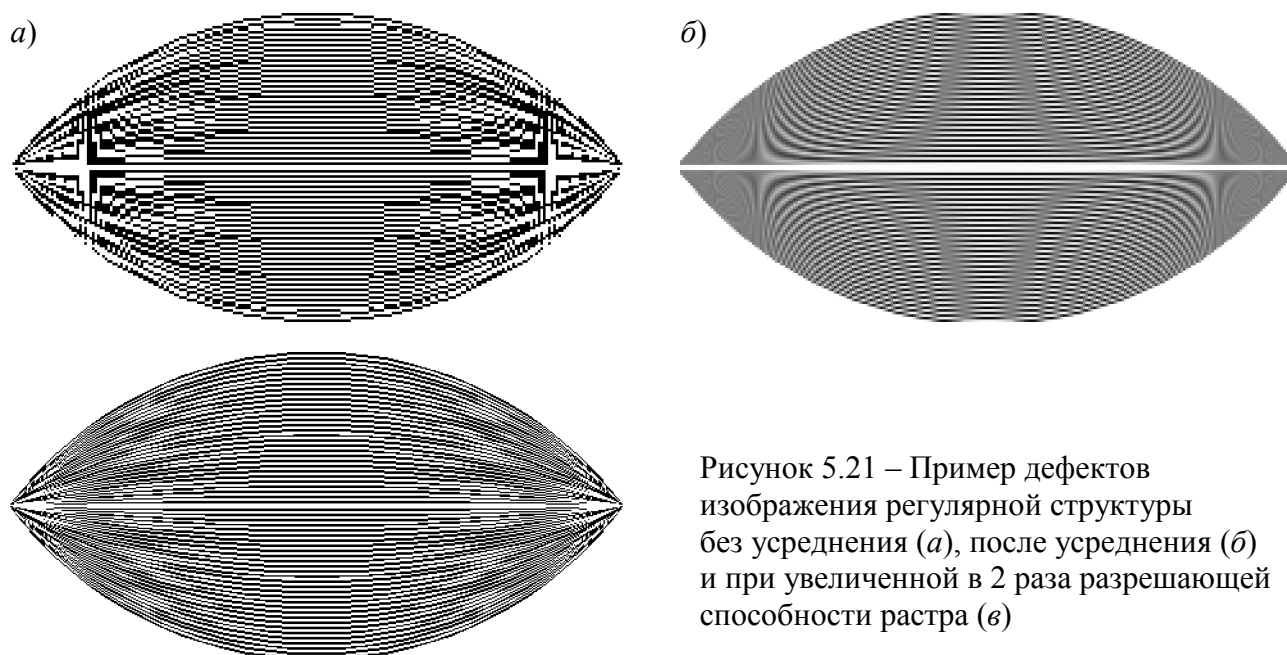 а)
б)
Рисунок 5.21 – Пример дефектов
изображения регулярной структуры
без усреднения (а), после усреднения (б)
и при увеличенной в 2 раза разрешающей
способности растра (в)